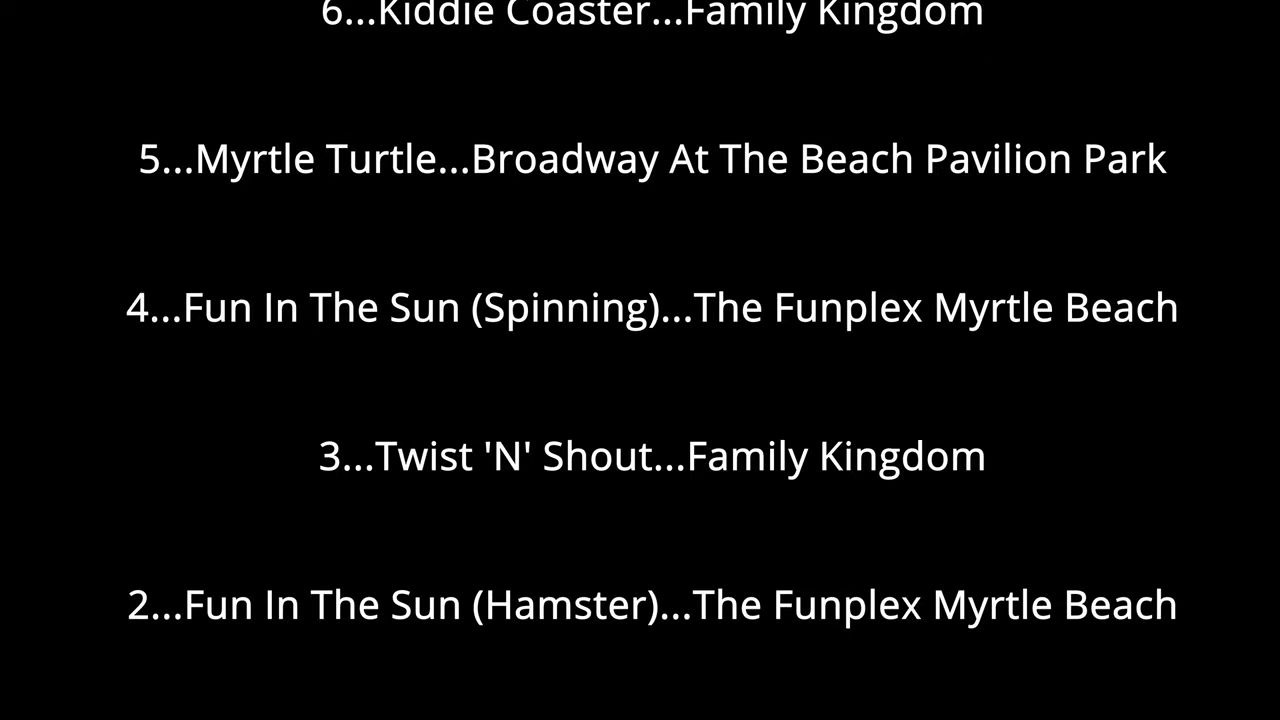 6...Kiddie Coaster...Family Kingdom
5...Myrtle Turtle...Broadway At The Beach Pavilion Park
4...Fun In The Sun (Spinning)...The Funplex Myrtle Beach
3...Twist 'N' Shout...Family Kingdom
2...Fun In The Sun (Hamster)...The Funplex Myrtle Beach